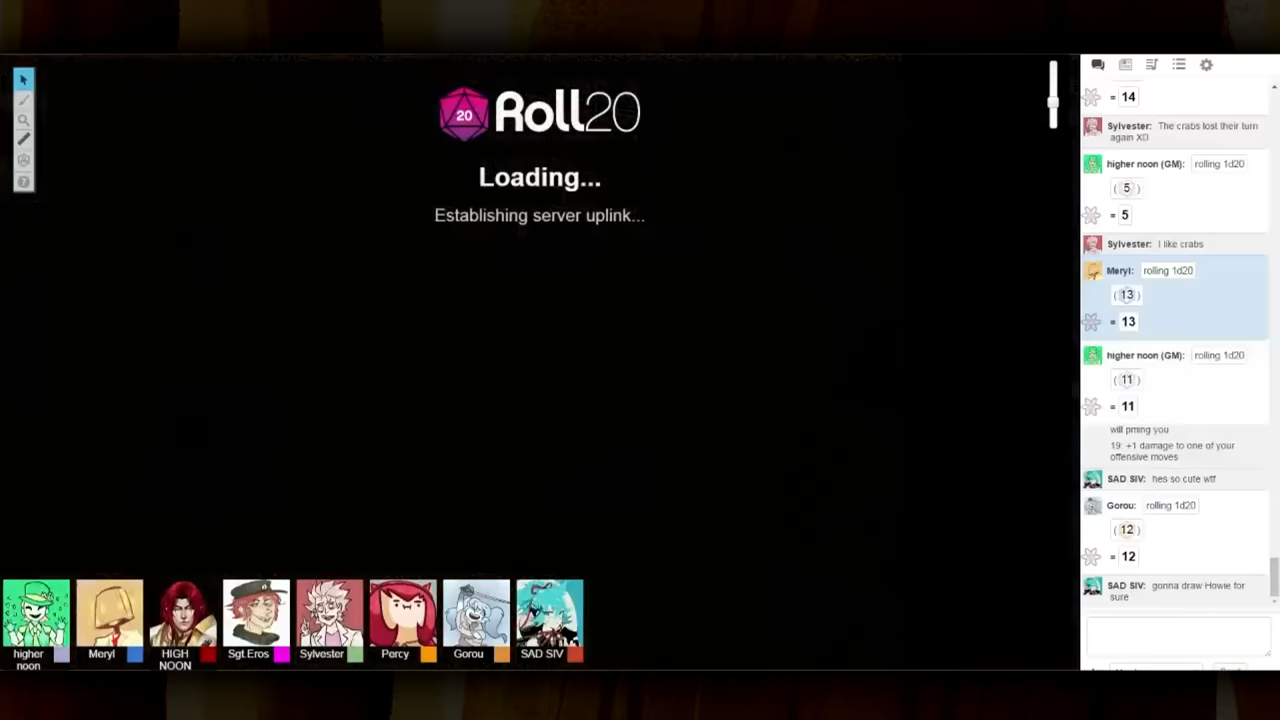 20 Roll20
Loading...
Establishing server uplink...
= 14
Sylvester: The crabs lost their turn
again XD
higher noon (GM): rolling 1d20
(5)
= 5
Sylvester: I like crabs
Meryl: rolling 1d20
(13)
= 13
higher noon (GM): rolling 1d20
(11)
= 11
will pming you
19: +1 damage to one of your
offensive moves
SAD SIV: hes so cute wtf
Gorou: rolling 1d20
(12)
= 12
SAD SIV: gonna draw Howie for
sure
higher
noon
Meryl
HIGH
NOON
Sgt.Eros
Sylvester
Percy
Gorou
SAD SIV